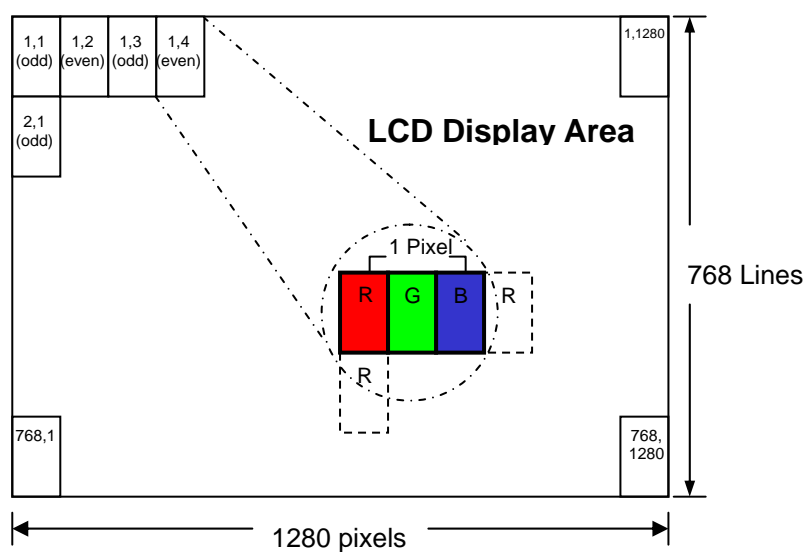 1,1
(odd)
1,2
(even)
1,3
(odd)
1,4
(even)
1,1280
2,1
(odd)
LCD Display Area
1 Pixel
R
G
B
R
R
768 Lines
768,1
768,
1280
1280 pixels